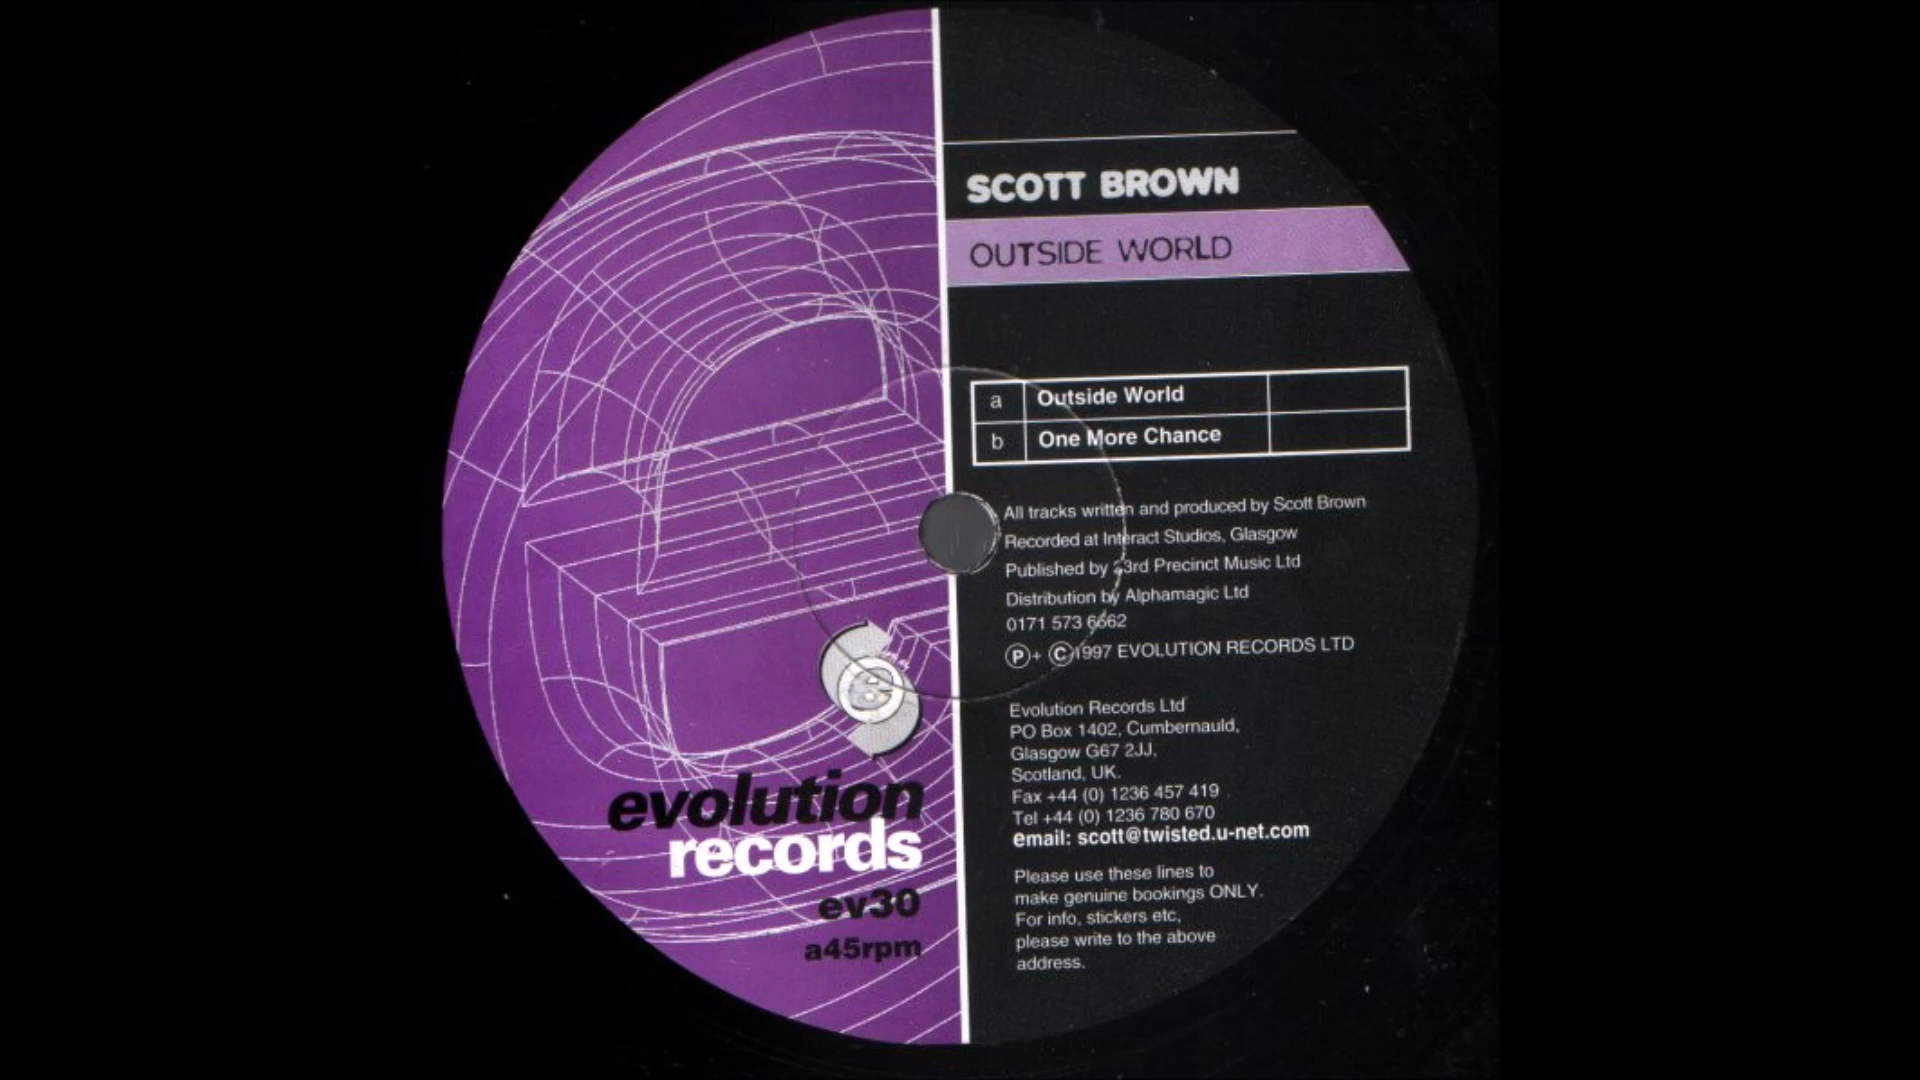 SCOTT BROWN
OUTSIDE WORLD
a Outside World
b One More Chance
All tracks written and produced by Scott Brown
Recorded at Interact Studios, Glasgow
Published by 23rd Precinct Music Ltd
Distribution by Alphamagic Ltd
0171 573 6662
P + C 1997 EVOLUTION RECORDS LTD
Evolution Records Ltd
PO Box 1402, Cumbernauld,
Glasgow G67 2JJ,
Scotland, UK.
Fax +44 (0) 1236 457 419
Tel +44 (0) 1236 780 670
email: scott@twisted.u-net.com
Please use these lines to
make genuine bookings ONLY.
For info, stickers etc,
please write to the above
address.
e
evolution
records
ev30
a45rpm